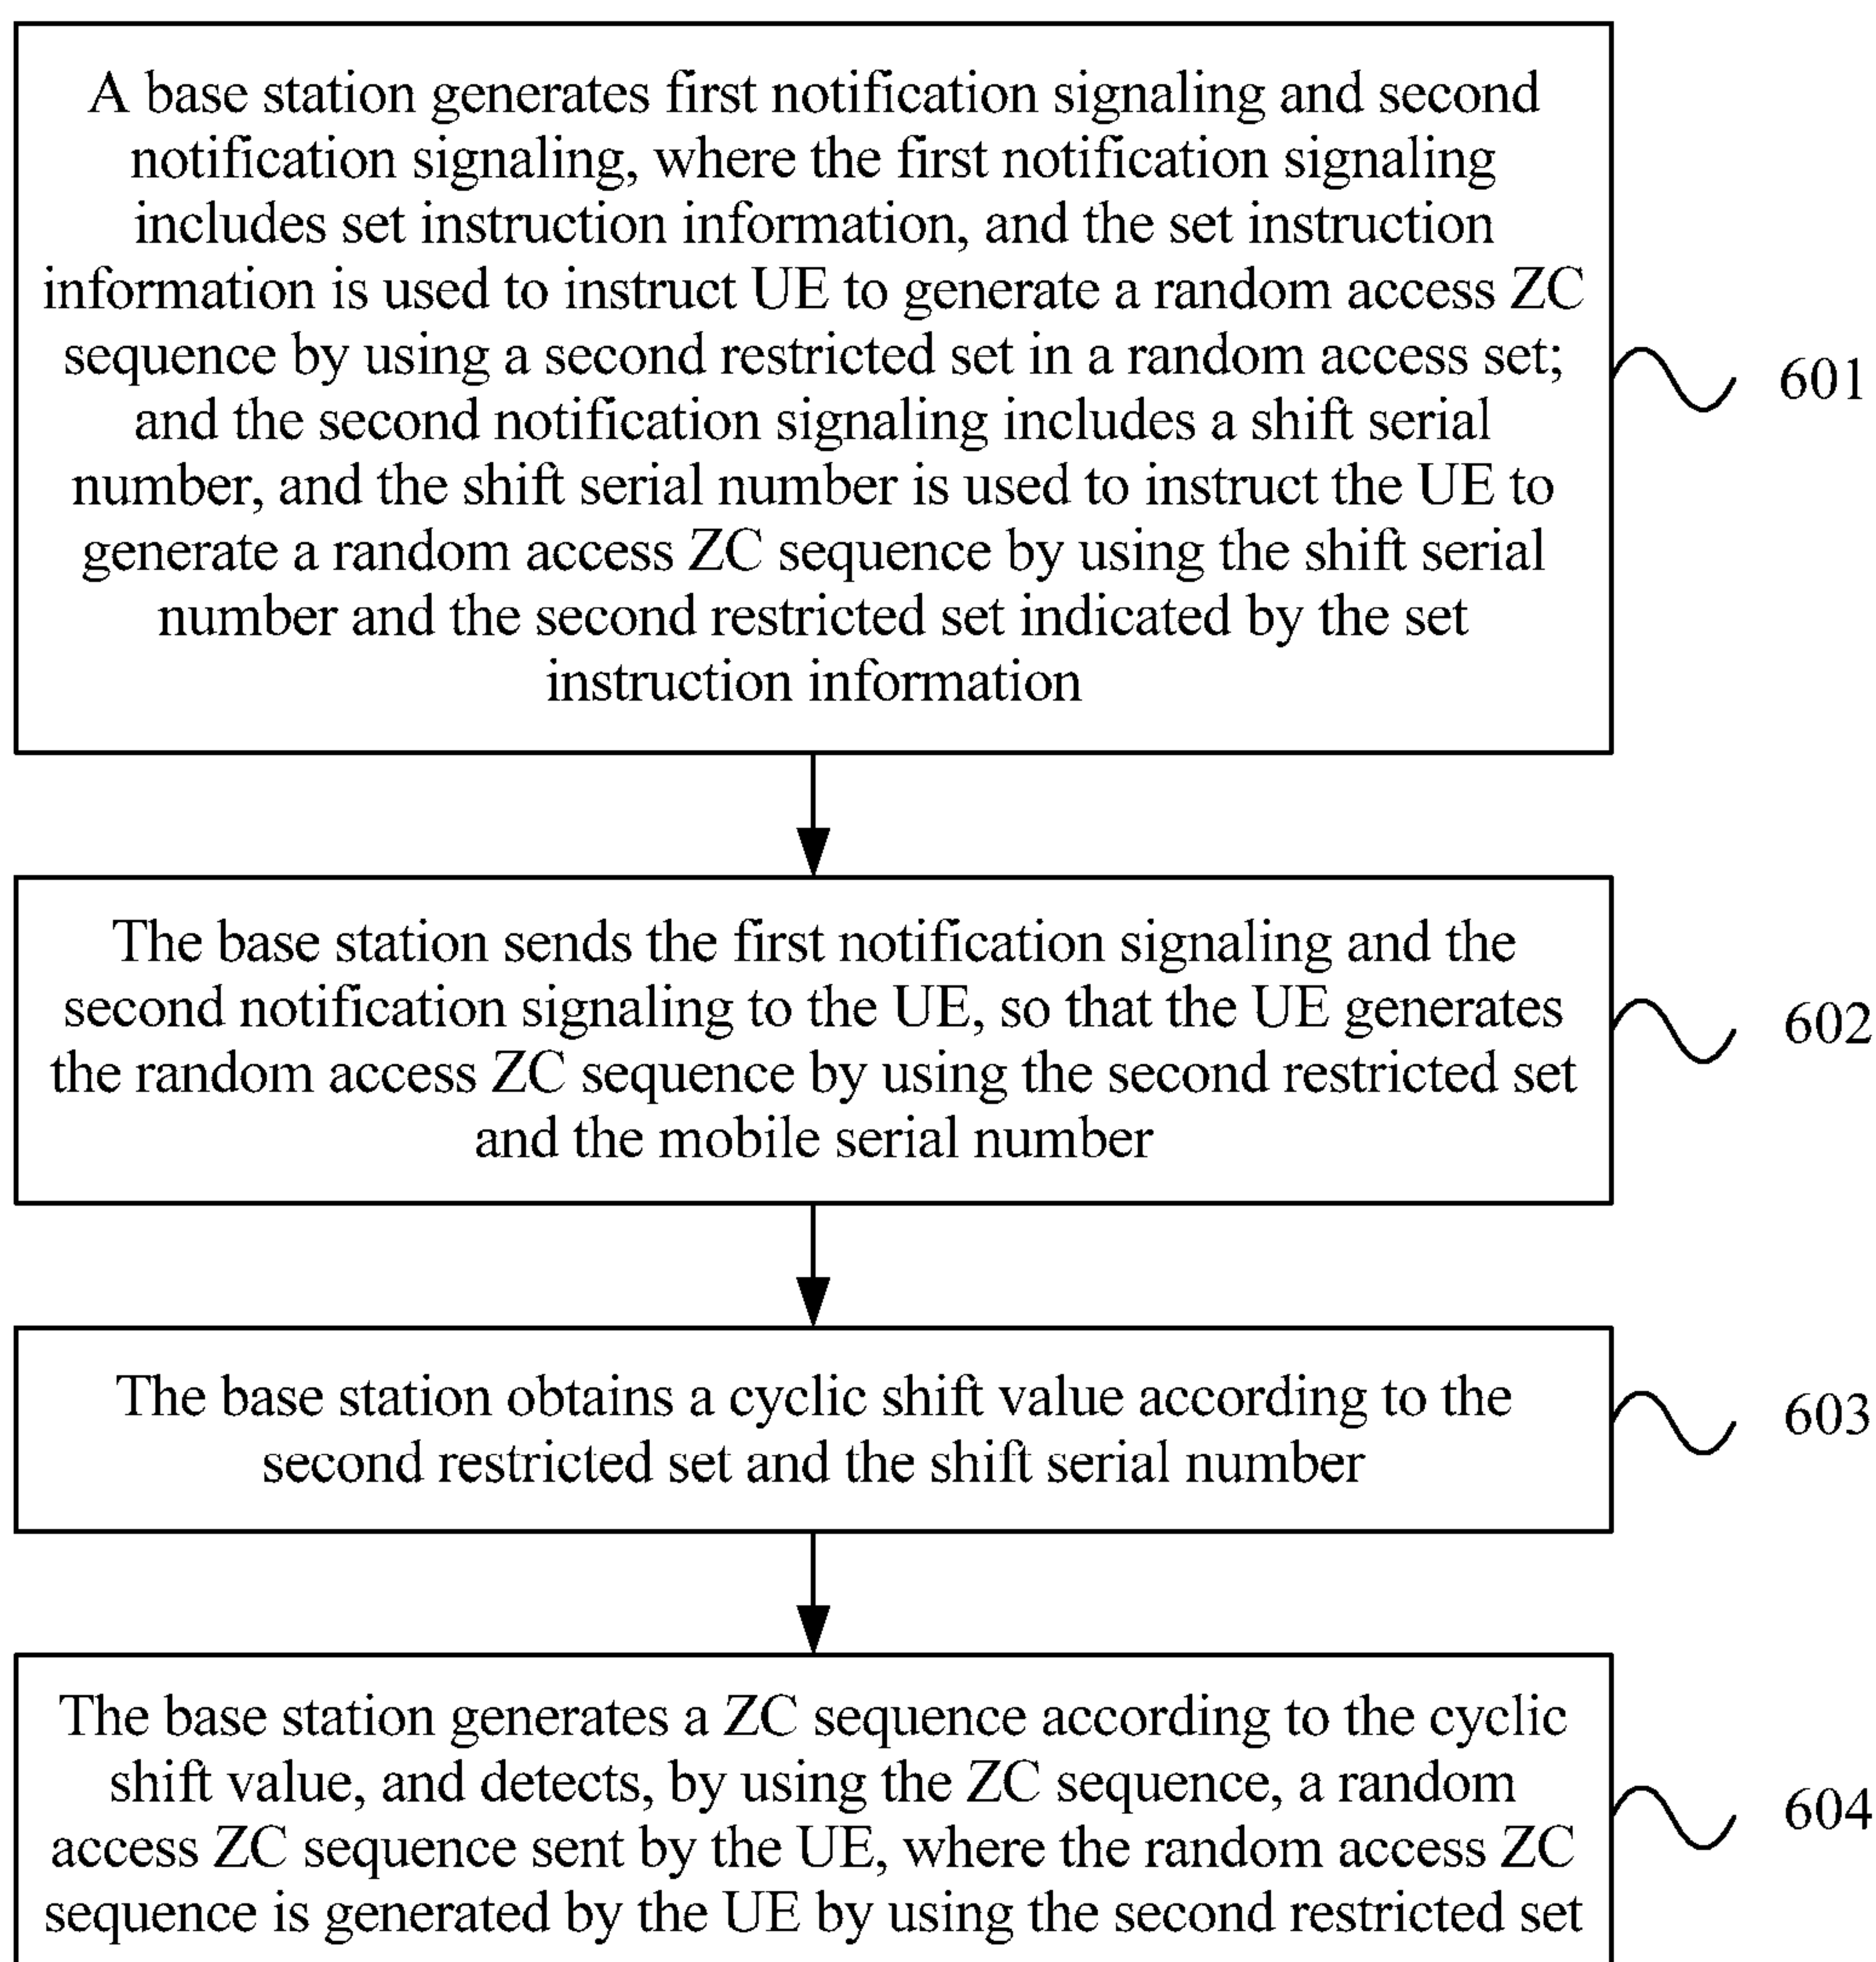 A base station generates first notification signaling and second
notification signaling, where the first notification signaling
includes set instruction information, and the set instruction
information is used to instruct UE to generate a random access ZC
sequence by using a second restricted set in a random access set;
and the second notification signaling includes a shift serial
number, and the shift serial number is used to instruct the UE to
generate a random access ZC sequence by using the shift serial
number and the second restricted set indicated by the set
instruction information
601
The base station sends the first notification signaling and the
second notification signaling to the UE, so that the UE generates
the random access ZC sequence by using the second restricted set
and the mobile serial number
602
The base station obtains a cyclic shift value according to the
second restricted set and the shift serial number
603
The base station generates a ZC sequence according to the cyclic
shift value, and detects, by using the ZC sequence, a random
access ZC sequence sent by the UE, where the random access ZC
sequence is generated by the UE by using the second restricted set
604